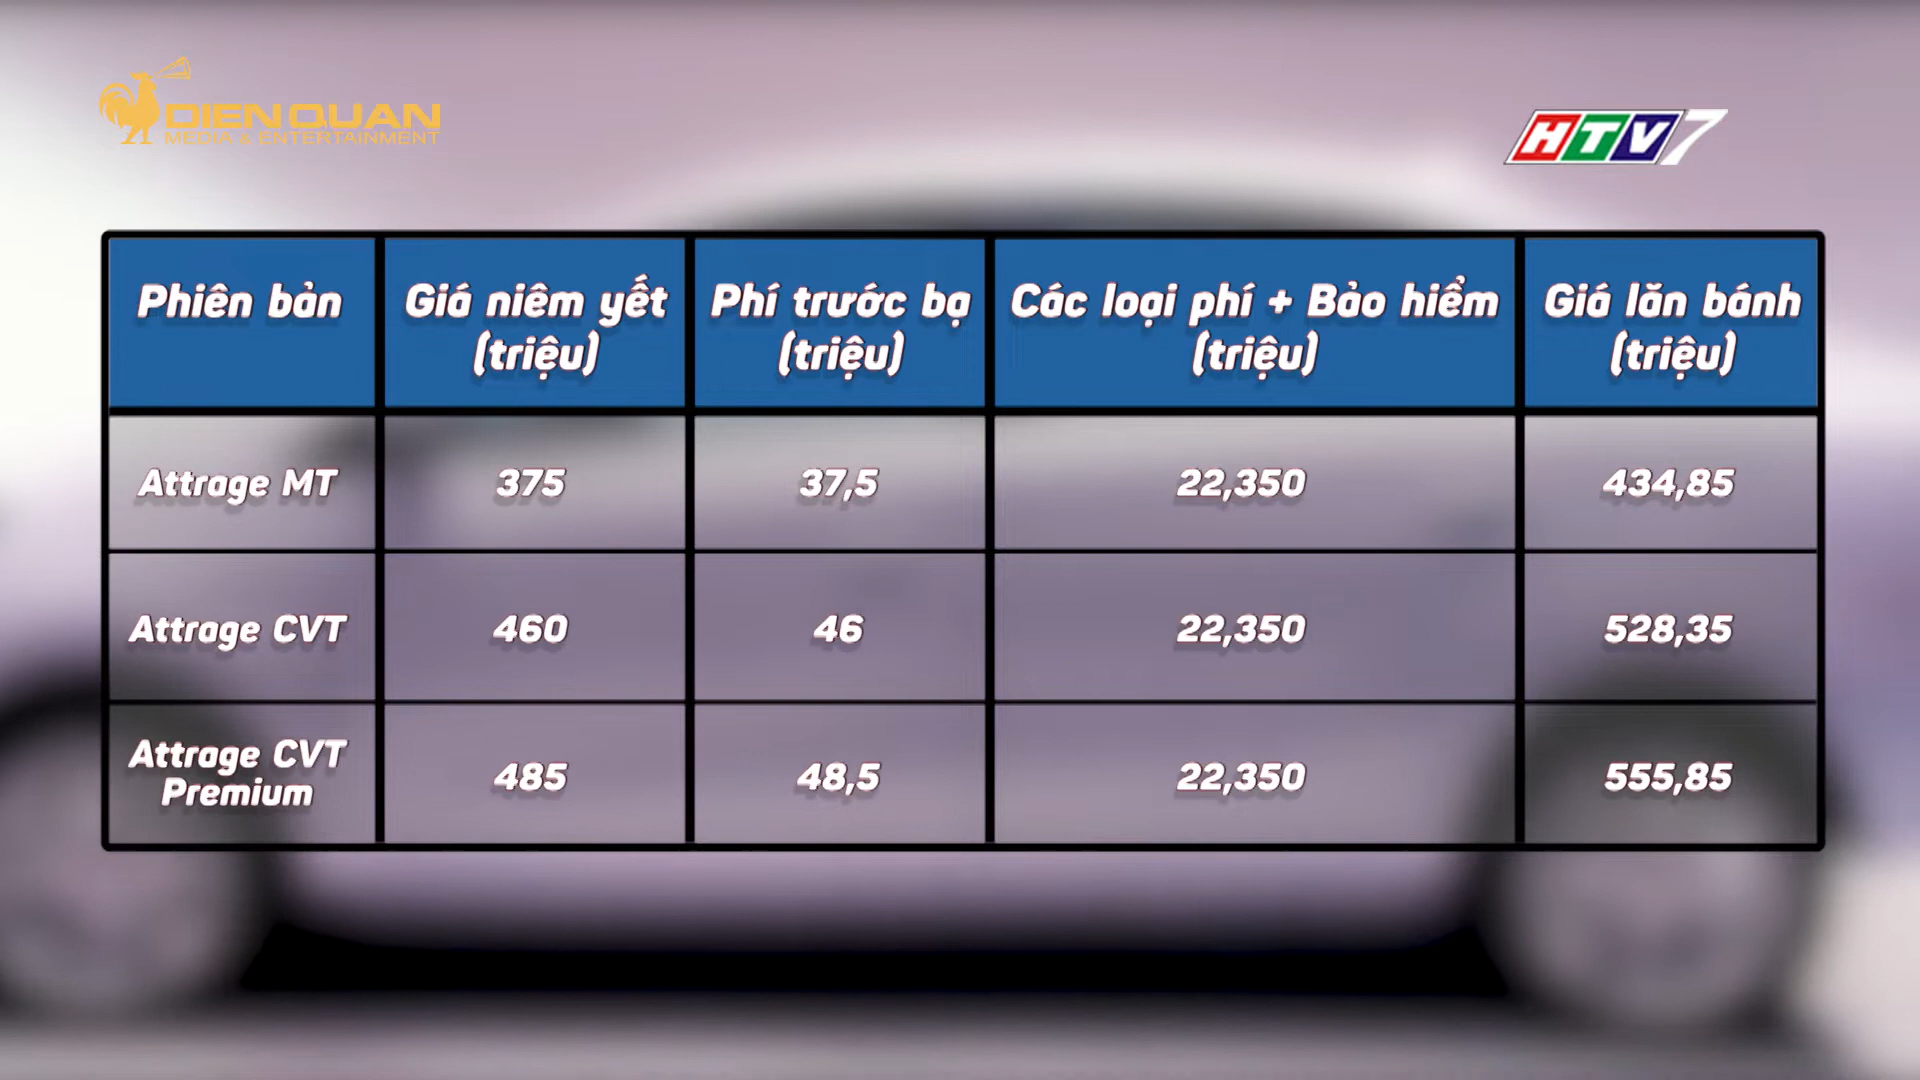 DIEN QUAN
MEDIA & ENTERTAINMENT
HTV7
Phiên bản
Giá niêm yết
(triệu)
Phí trước bạ
(triệu)
Các loại phí + Bảo hiểm
(triệu)
Giá lăn bánh
(triệu)
Attrage MT
375
37,5
22,350
434,85
Attrage CVT
460
46
22,350
528,35
Attrage CVT
Premium
485
48,5
22,350
555,85